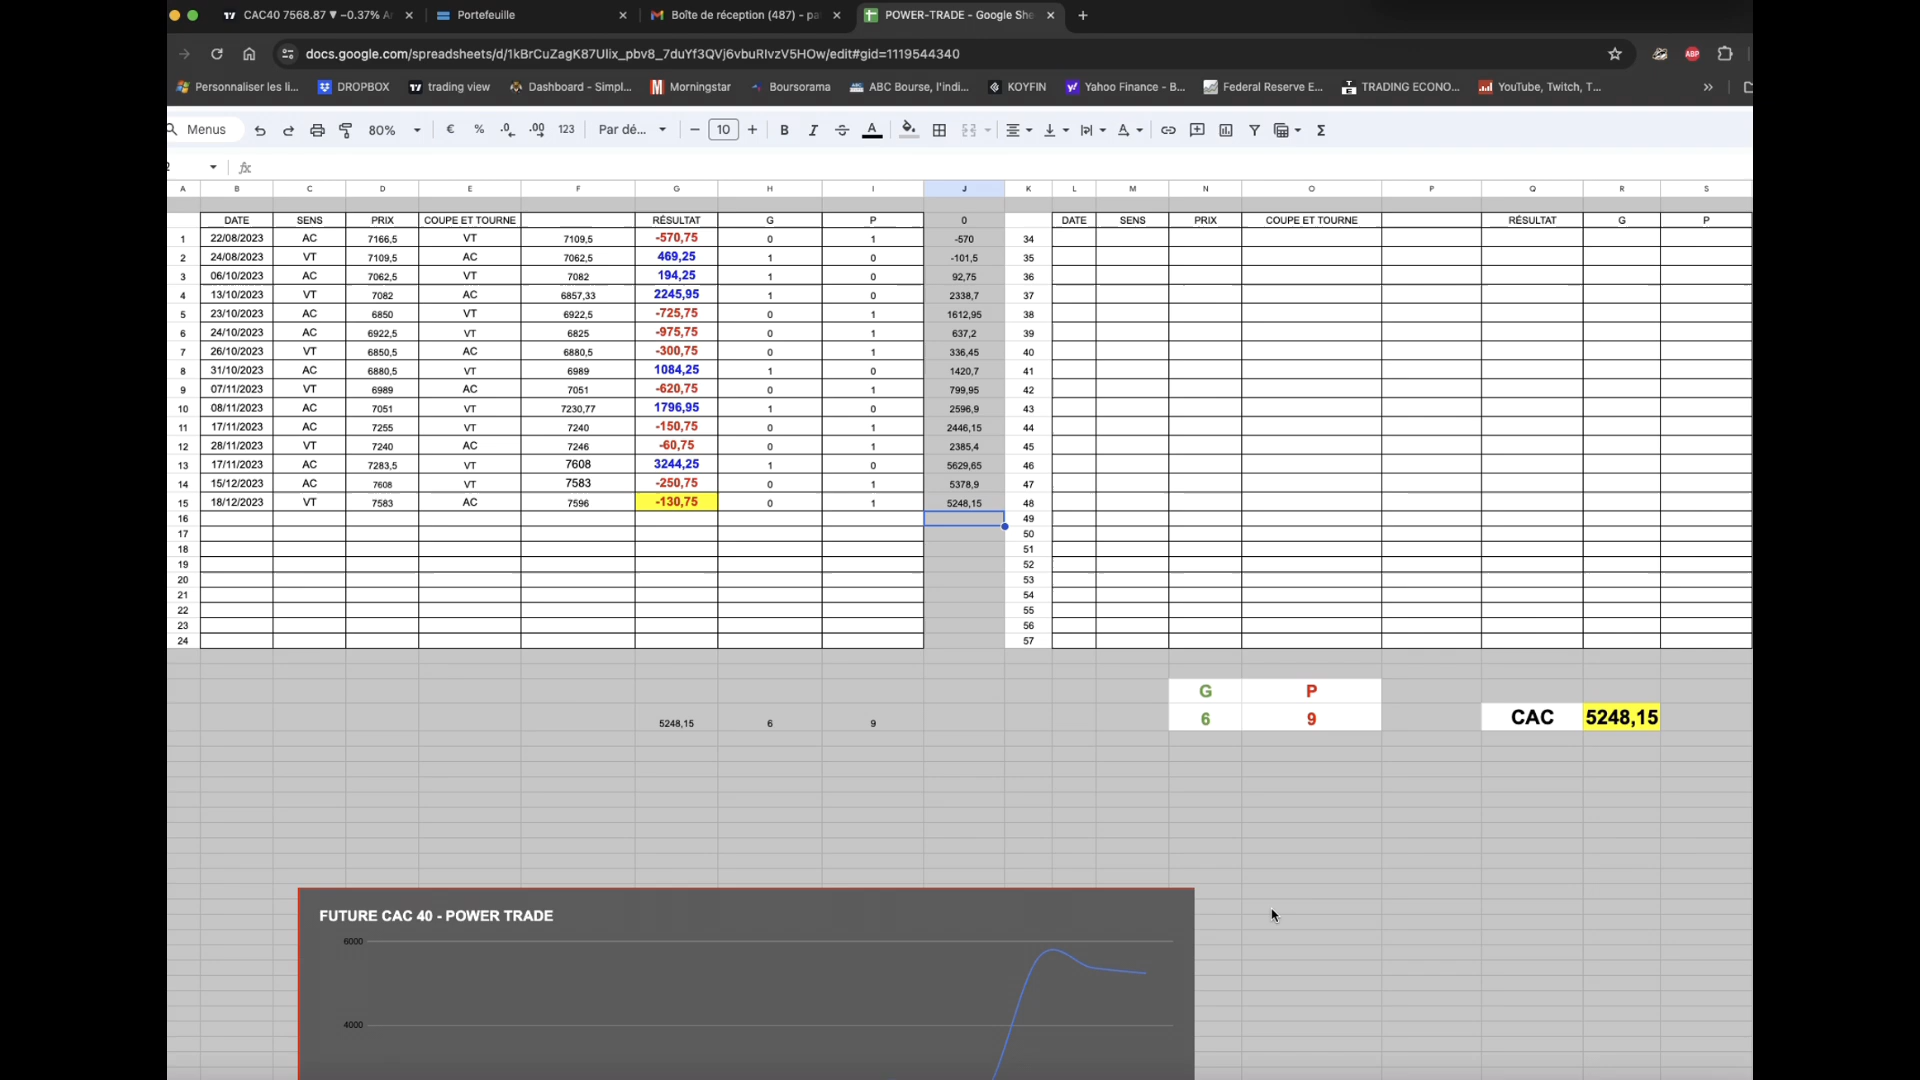 CAC40 7568.87 ▼ −0.37% A
Portefeuille
Boîte de réception (487) - pa
POWER-TRADE - Google She
docs.google.com/spreadsheets/d/1kBrCuZagK87Ulix_pbv8_7duYf3QVj6vbuRIvzV5HOw/edit#gid=1119544340
Personnaliser les li... DROPBOX trading view Dashboard - Simpl... Morningstar Boursorama ABC Bourse, l'indi... KOYFIN Yahoo Finance - B... Federal Reserve E... TRADING ECONO... YouTube, Twitch, T... »
Menus 80% € % .0 .00 123 Par dé... − 10 + B I A Σ
fx
A B C D E F G H I J K L M N O P Q R S
DATE SENS PRIX COUPE ET TOURNE RÉSULTAT G P 0 DATE SENS PRIX COUPE ET TOURNE RÉSULTAT G P
1 22/08/2023 AC 7166,5 VT 7109,5 -570,75 0 1 -570 34
2 24/08/2023 VT 7109,5 AC 7062,5 469,25 1 0 -101,5 35
3 06/10/2023 AC 7062,5 VT 7082 194,25 1 0 92,75 36
4 13/10/2023 VT 7082 AC 6857,33 2245,95 1 0 2338,7 37
5 23/10/2023 AC 6850 VT 6922,5 -725,75 0 1 1612,95 38
6 24/10/2023 AC 6922,5 VT 6825 -975,75 0 1 637,2 39
7 26/10/2023 VT 6850,5 AC 6880,5 -300,75 0 1 336,45 40
8 31/10/2023 AC 6880,5 VT 6989 1084,25 1 0 1420,7 41
9 07/11/2023 VT 6989 AC 7051 -620,75 0 1 799,95 42
10 08/11/2023 AC 7051 VT 7230,77 1796,95 1 0 2596,9 43
11 17/11/2023 AC 7255 VT 7240 -150,75 0 1 2446,15 44
12 28/11/2023 VT 7240 AC 7246 -60,75 0 1 2385,4 45
13 17/11/2023 AC 7283,5 VT 7608 3244,25 1 0 5629,65 46
14 15/12/2023 AC 7608 VT 7583 -250,75 0 1 5378,9 47
15 18/12/2023 VT 7583 AC 7596 -130,75 0 1 5248,15 48
16 49
17 50
18 51
19 52
20 53
21 54
22 55
23 56
24 57
G P
5248,15 6 9 6 9 CAC 5248,15
FUTURE CAC 40 - POWER TRADE
6000
4000